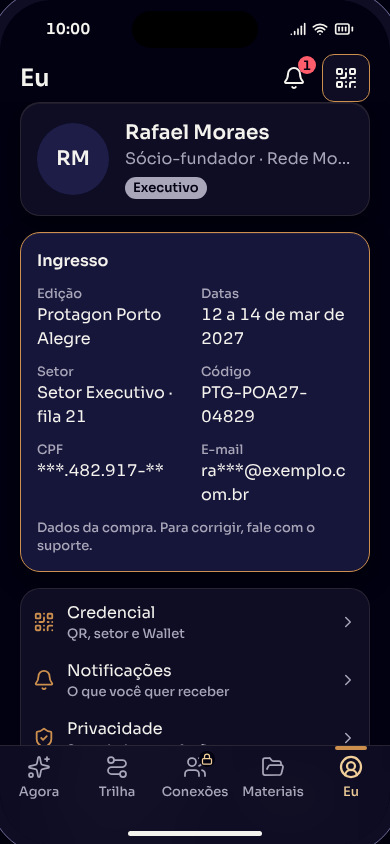 10:00
Eu
1
RM
Rafael Moraes
Sócio-fundador · Rede Mo...
Executivo
Ingresso
Edição
Datas
Protagon Porto
Alegre
12 a 14 de mar de
2027
Setor
Código
Setor Executivo ·
fila 21
PTG-POA27-
04829
CPF
E-mail
***.482.917-**
ra***@exemplo.c
om.br
Dados da compra. Para corrigir, fale com o
suporte.
Credencial
QR, setor e Wallet
Notificações
O que você quer receber
Privacidade
Agora
Trilha
Conexões
Materiais
Eu